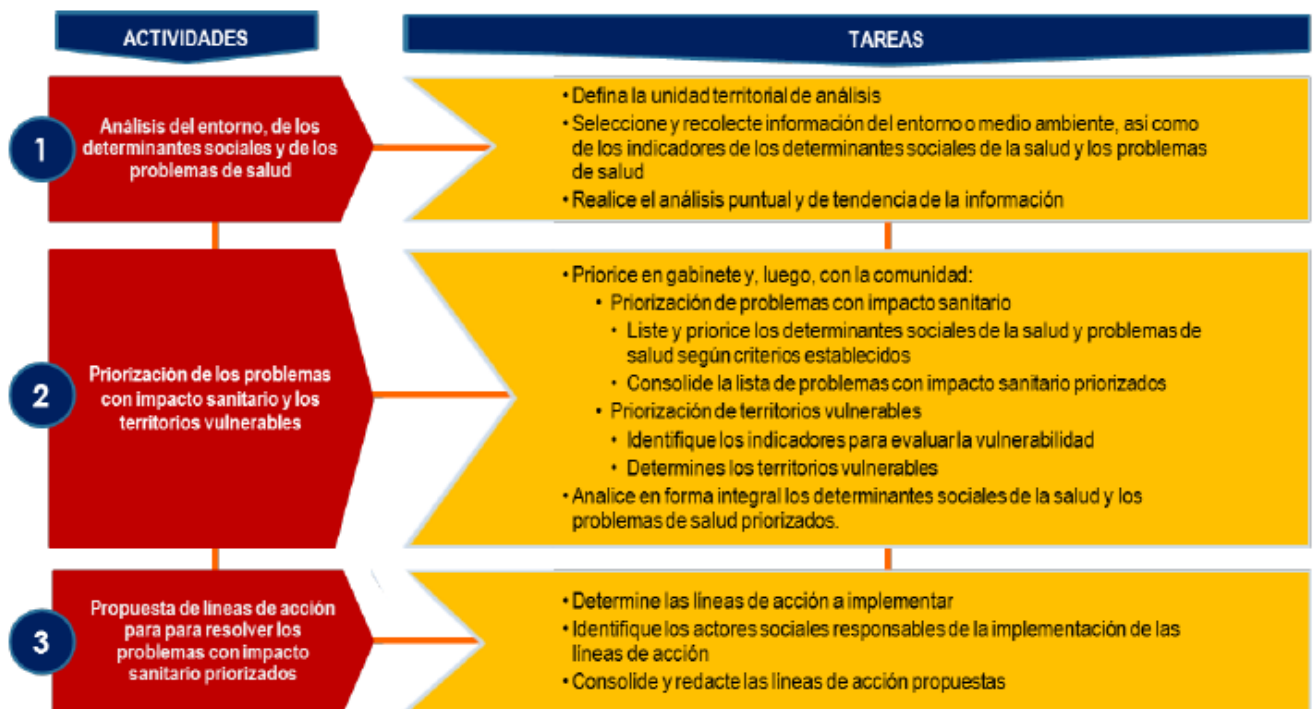 ACTIVIDADES
TAREAS
1
Análisis del entorno, de los
determinantes sociales y de los
problemas de salud
• Defina la unidad territorial de análisis
• Seleccione y recolecte información del entorno o medio ambiente, así como
de los indicadores de los determinantes sociales de la salud y los problemas
de salud
• Realice el análisis puntual y de tendencia de la información
2
Priorización de los problemas
con impacto sanitario y los
territorios vulnerables
• Priorice en gabinete y, luego, con la comunidad:
• Priorización de problemas con impacto sanitario
• Liste y priorice los determinantes sociales de la salud y problemas de
salud según criterios establecidos
• Consolide la lista de problemas con impacto sanitario priorizados
• Priorización de territorios vulnerables
• Identifique los indicadores para evaluar la vulnerabilidad
• Determines los territorios vulnerables
• Analice en forma integral los determinantes sociales de la salud y los
problemas de salud priorizados.
3
Propuesta de líneas de acción
para para resolver los
problemas con impacto
sanitario priorizados
• Determine las líneas de acción a implementar
• Identifique los actores sociales responsables de la implementación de las
líneas de acción
• Consolide y redacte las líneas de acción propuestas